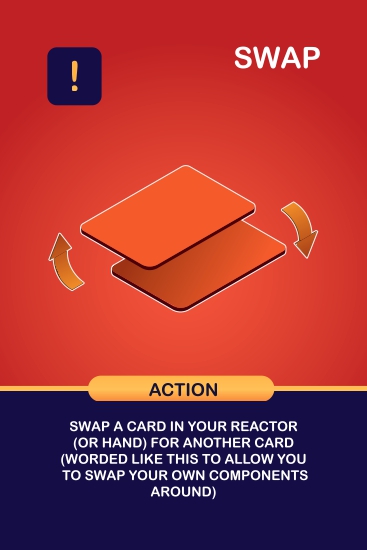 !
SWAP
ACTION
SWAP A CARD IN YOUR REACTOR
(OR HAND) FOR ANOTHER CARD
(WORDED LIKE THIS TO ALLOW YOU
TO SWAP YOUR OWN COMPONENTS
AROUND)